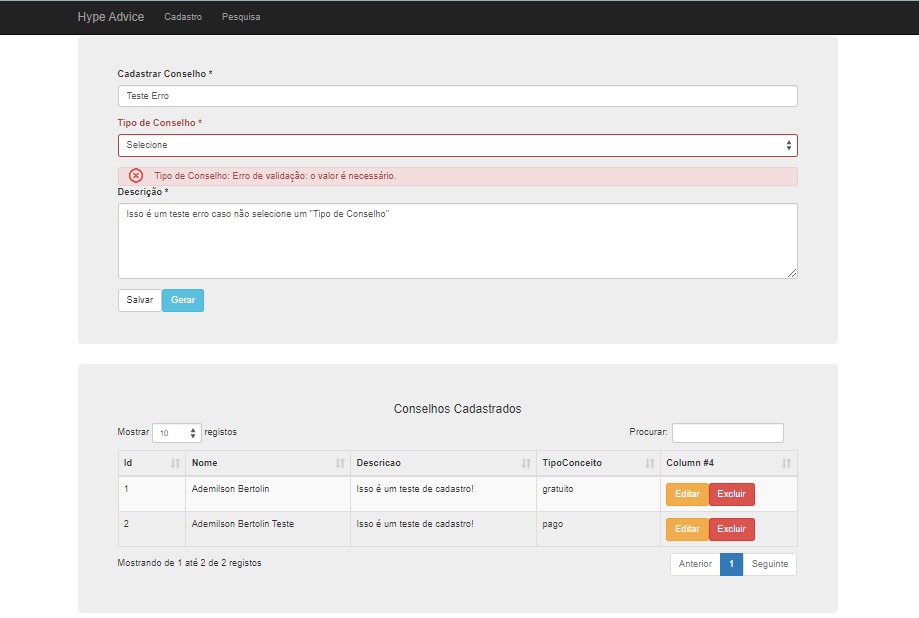 Hype Advice Cadastro Pesquisa
Cadastrar Conselho *
Teste Erro
Tipo de Conselho *
Selecione
Tipo de Conselho: Erro de validação: o valor é necessário.
Descrição *
Isso é um teste erro caso não selecione um "Tipo de Conselho"
Salvar Gerar
Conselhos Cadastrados
Mostrar 10 registos Procurar:
Id Nome Descricao TipoConceito Column #4
1 Ademilson Bertolin Isso é um teste de cadastro! gratuito Editar Excluir
2 Ademilson Bertolin Teste Isso é um teste de cadastro! pago Editar Excluir
Mostrando de 1 até 2 de 2 registos Anterior 1 Seguinte